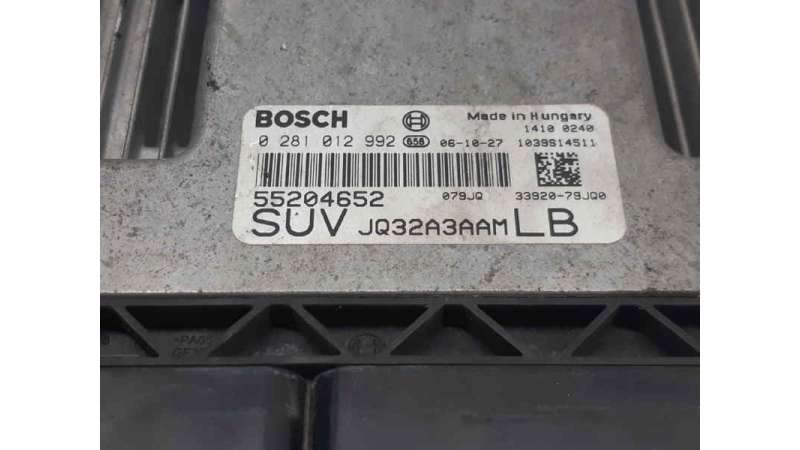 BOSCH Made in Hungary
1410 0240
0 281 012 992 656 06-10-27 1039S14511
55204652 079JQ 33920-79JQ0
SUV JQ32A3AAM LB